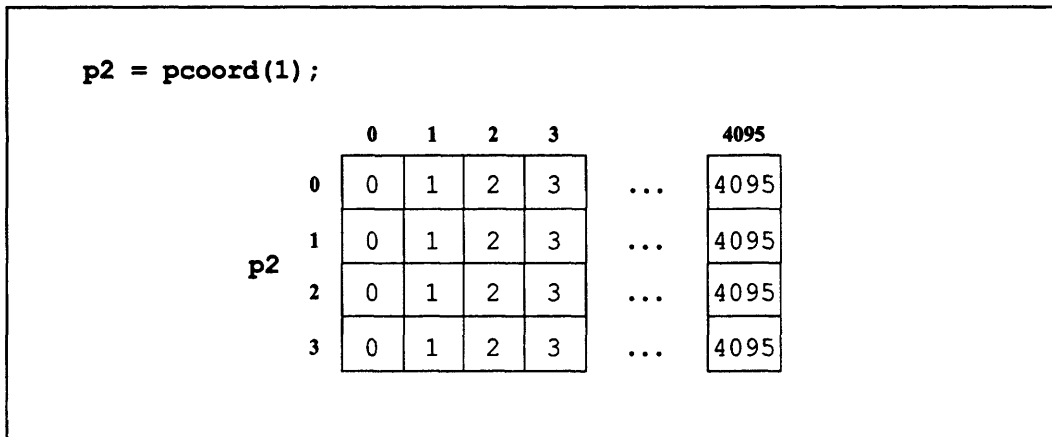 p2 = pcoord(1);
0 1 2 3 4095
0 0 1 2 3 ... 4095
1 0 1 2 3 ... 4095
p2
2 0 1 2 3 ... 4095
3 0 1 2 3 ... 4095